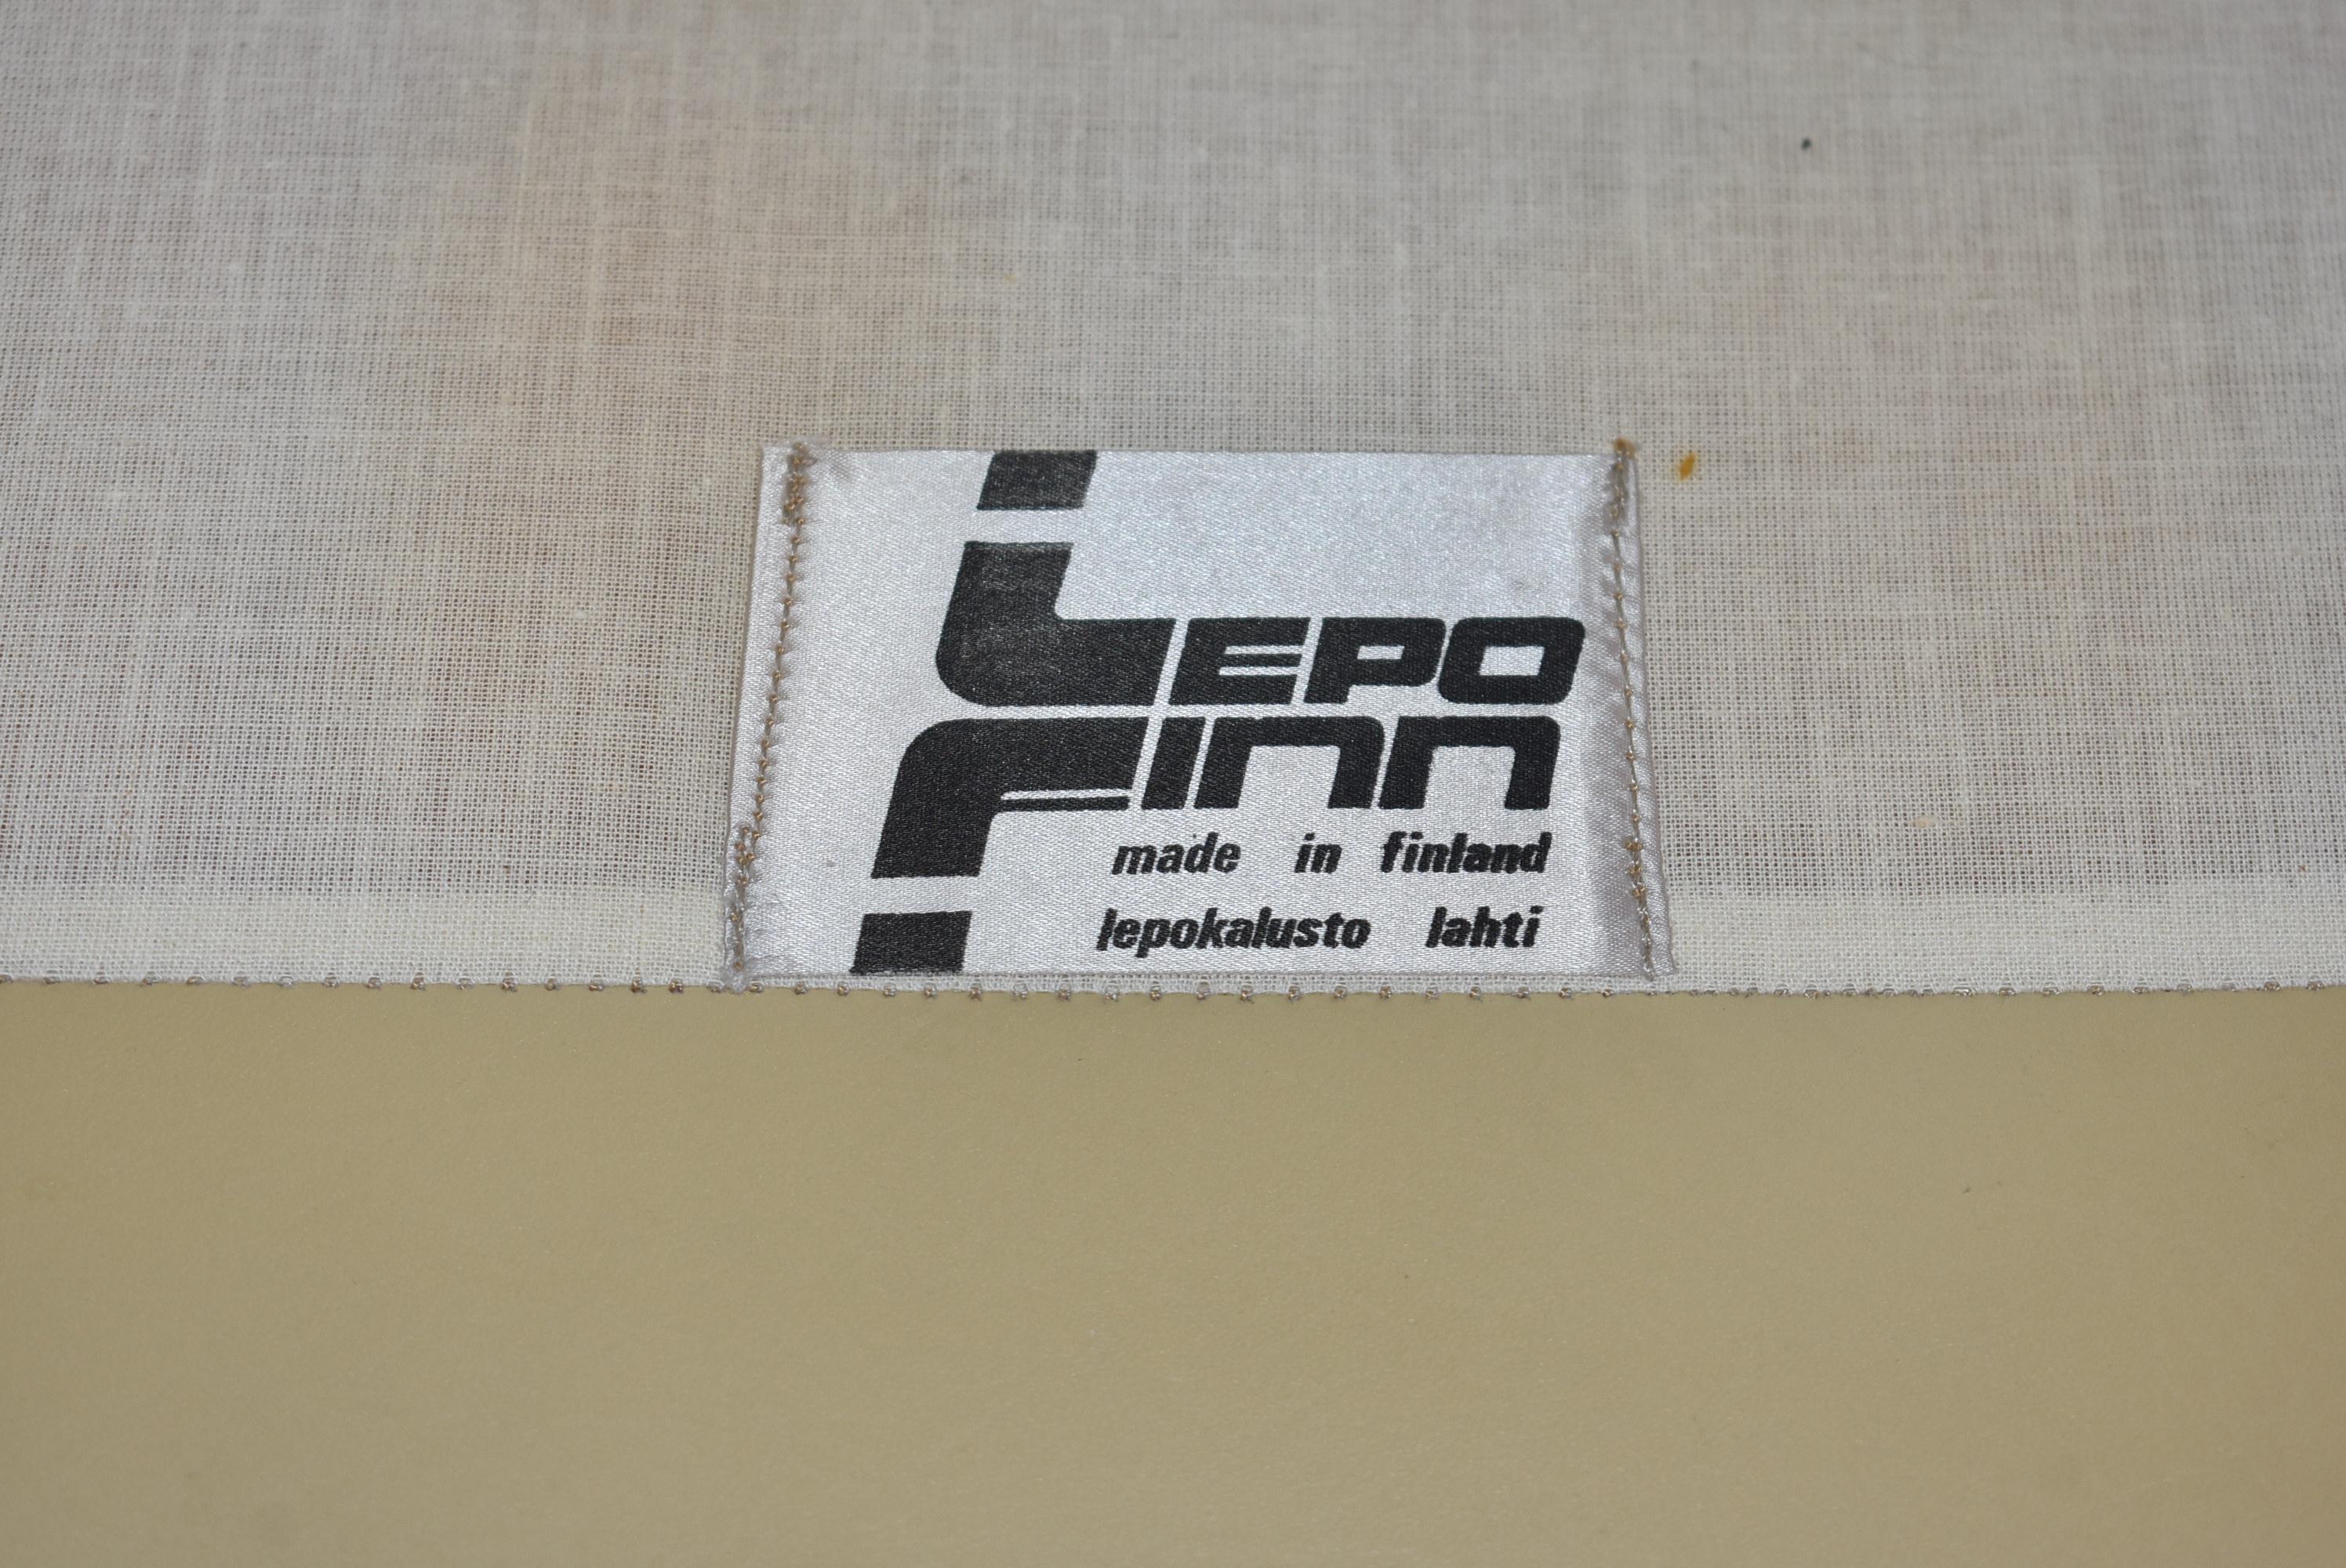 LEPO
FINN
made in finland
lepokalusto lahti